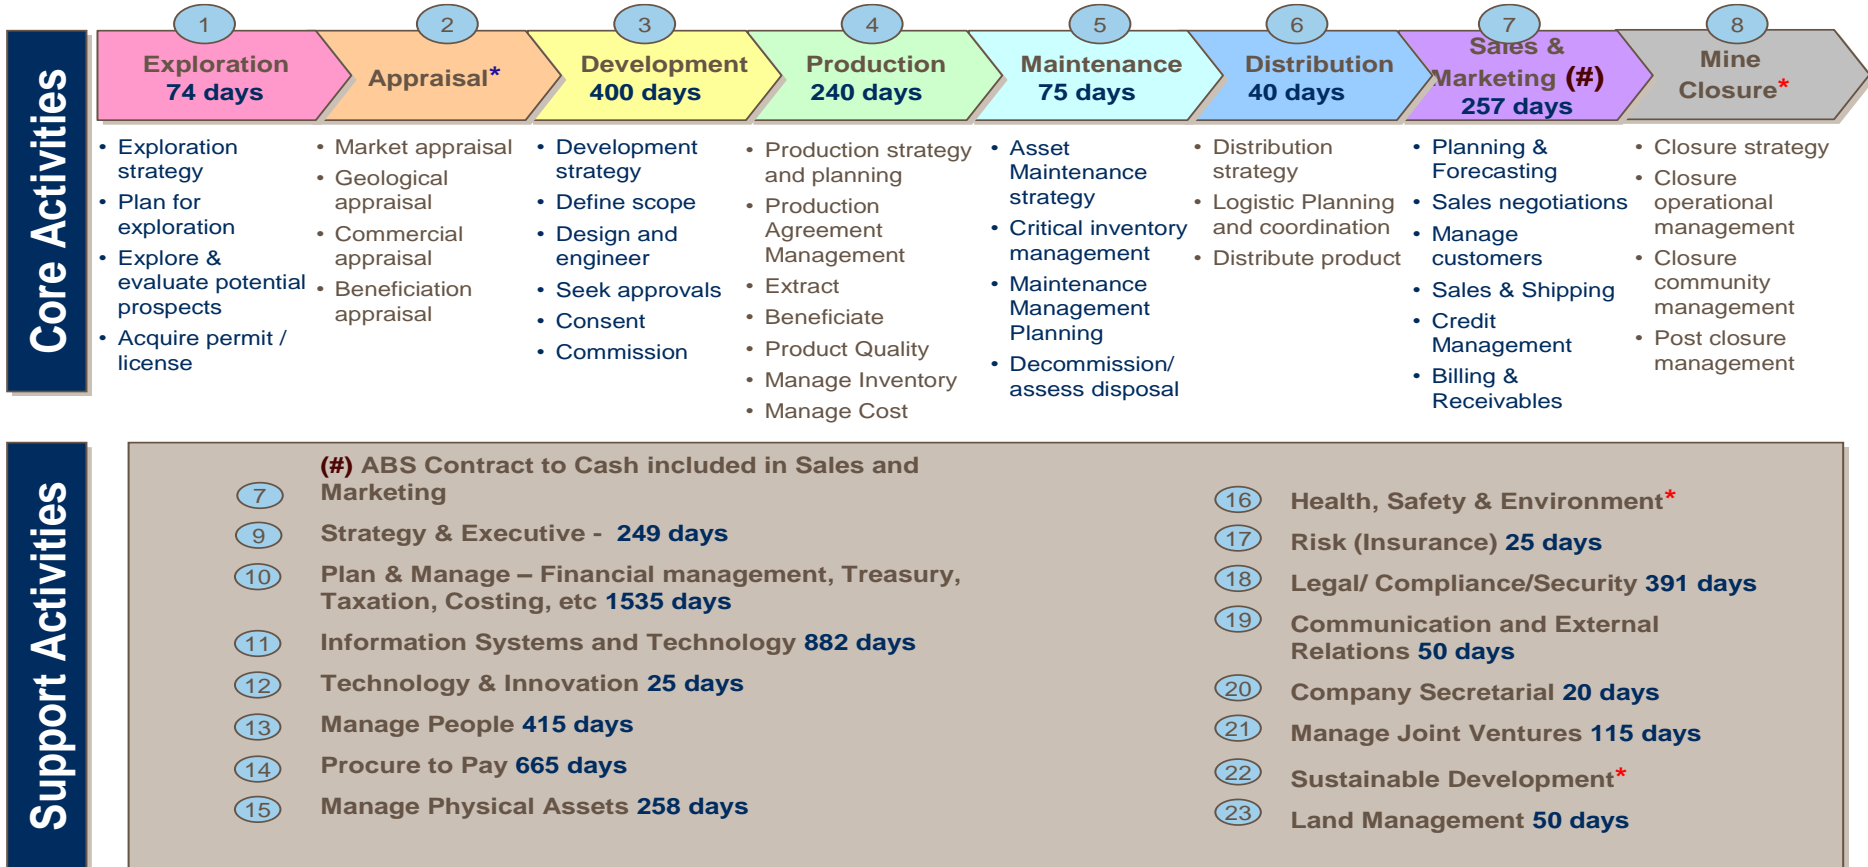 Core Activities
1
Exploration
74 days
2
Appraisal*
3
Development
400 days
4
Production
240 days
5
Maintenance
75 days
6
Distribution
40 days
7
Sales &
Marketing (#)
257 days
8
Mine
Closure*
• Exploration
strategy
• Plan for
exploration
• Explore &
evaluate potential
prospects
• Acquire permit /
license
• Market appraisal
• Geological
appraisal
• Commercial
appraisal
• Beneficiation
appraisal
• Development
strategy
• Define scope
• Design and
engineer
• Seek approvals
• Consent
• Commission
• Production strategy
and planning
• Production
Agreement
Management
• Extract
• Beneficiate
• Product Quality
• Manage Inventory
• Manage Cost
• Asset
Maintenance
strategy
• Critical inventory
management
• Maintenance
Management
Planning
• Decommission/
assess disposal
• Distribution
strategy
• Logistic Planning
and coordination
• Distribute product
• Planning &
Forecasting
• Sales negotiations
• Manage
customers
• Sales & Shipping
• Credit
Management
• Billing &
Receivables
• Closure strategy
• Closure
operational
management
• Closure
community
management
• Post closure
management
Support Activities
(#) ABS Contract to Cash included in Sales and
7 Marketing
9 Strategy & Executive - 249 days
10 Plan & Manage – Financial management, Treasury,
Taxation, Costing, etc 1535 days
11 Information Systems and Technology 882 days
12 Technology & Innovation 25 days
13 Manage People 415 days
14 Procure to Pay 665 days
15 Manage Physical Assets 258 days
16 Health, Safety & Environment*
17 Risk (Insurance) 25 days
18 Legal/ Compliance/Security 391 days
19 Communication and External
Relations 50 days
20 Company Secretarial 20 days
21 Manage Joint Ventures 115 days
22 Sustainable Development*
23 Land Management 50 days